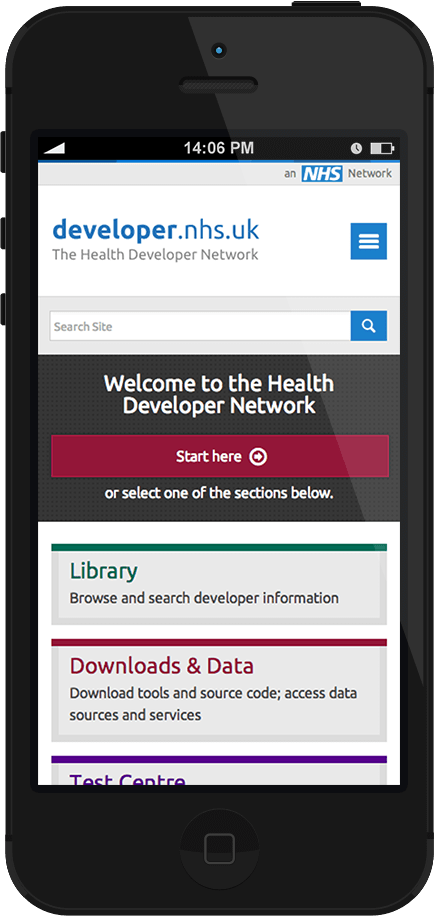 14:06 PM
an NHS Network
developer.nhs.uk
The Health Developer Network
Search Site
Welcome to the Health
Developer Network
Start here
or select one of the sections below.
Library
Browse and search developer information
Downloads & Data
Download tools and source code; access data
sources and services
Test Centre